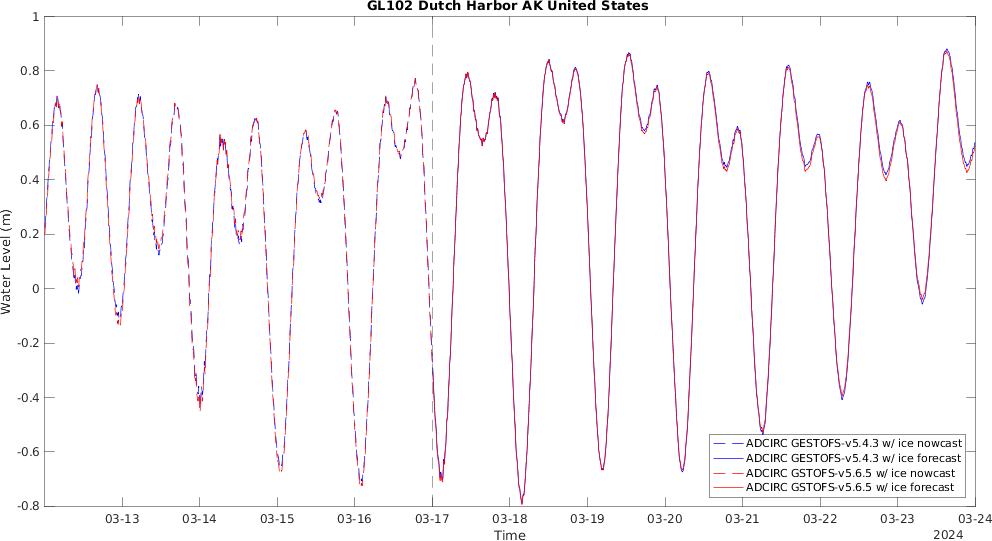 GL102 Dutch Harbor AK United States
1
0.8
0.6
0.4
0.2
0
-0.2
-0.4
-0.6
-0.8
Water Level (m)
ADCIRC GESTOFS-v5.4.3 w/ ice nowcast
ADCIRC GESTOFS-v5.4.3 w/ ice forecast
ADCIRC GSTOFS-v5.6.5 w/ ice nowcast
ADCIRC GSTOFS-v5.6.5 w/ ice forecast
03-13 03-14 03-15 03-16 03-17 03-18 03-19 03-20 03-21 03-22 03-23 03-24
Time
2024